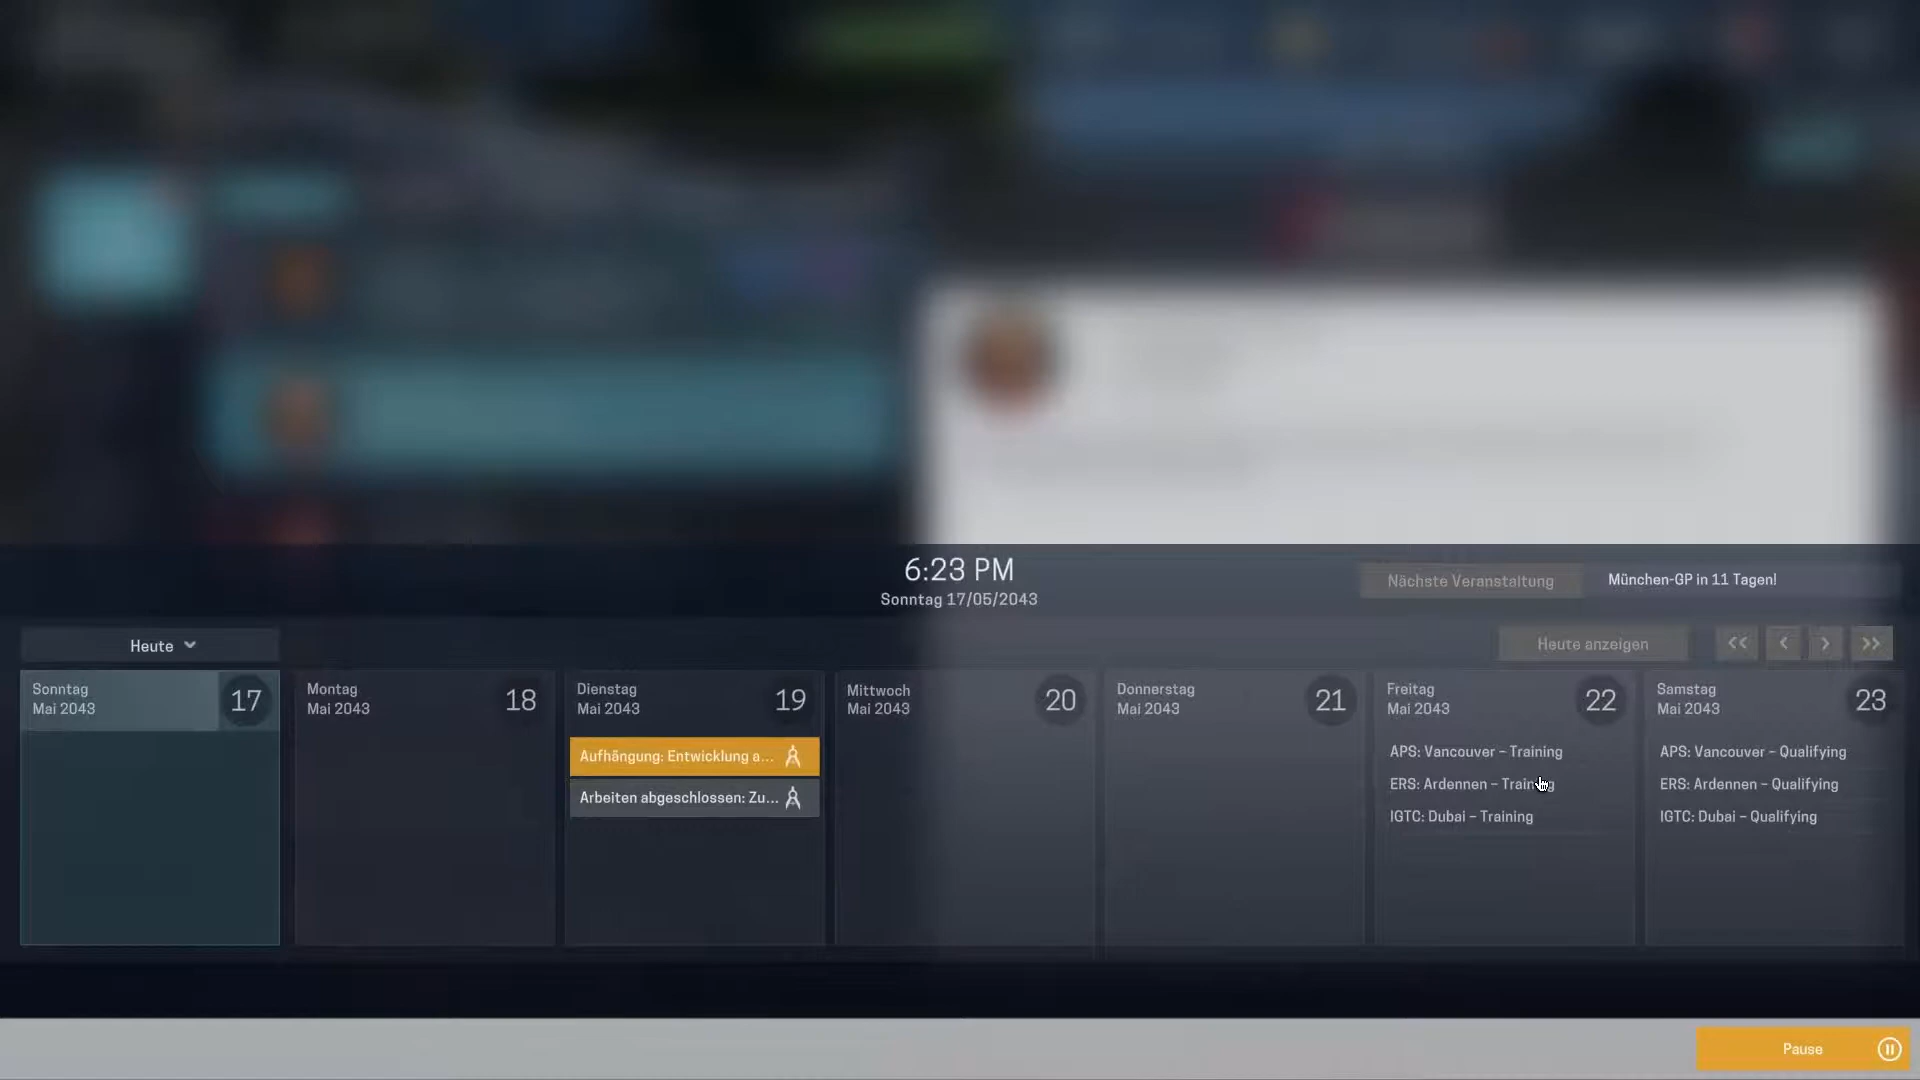 6:23 PM
Sonntag 17/05/2043
Nächste Veranstaltung
München-GP in 11 Tagen!
Heute
Heute anzeigen
Sonntag
Mai 2043
17
Montag
Mai 2043
18
Dienstag
Mai 2043
19
Aufhängung: Entwicklung a...
Arbeiten abgeschlossen: Zu...
Mittwoch
Mai 2043
20
Donnerstag
Mai 2043
21
Freitag
Mai 2043
22
APS: Vancouver – Training
ERS: Ardennen – Training
IGTC: Dubai – Training
Samstag
Mai 2043
23
APS: Vancouver – Qualifying
ERS: Ardennen – Qualifying
IGTC: Dubai – Qualifying
Pause